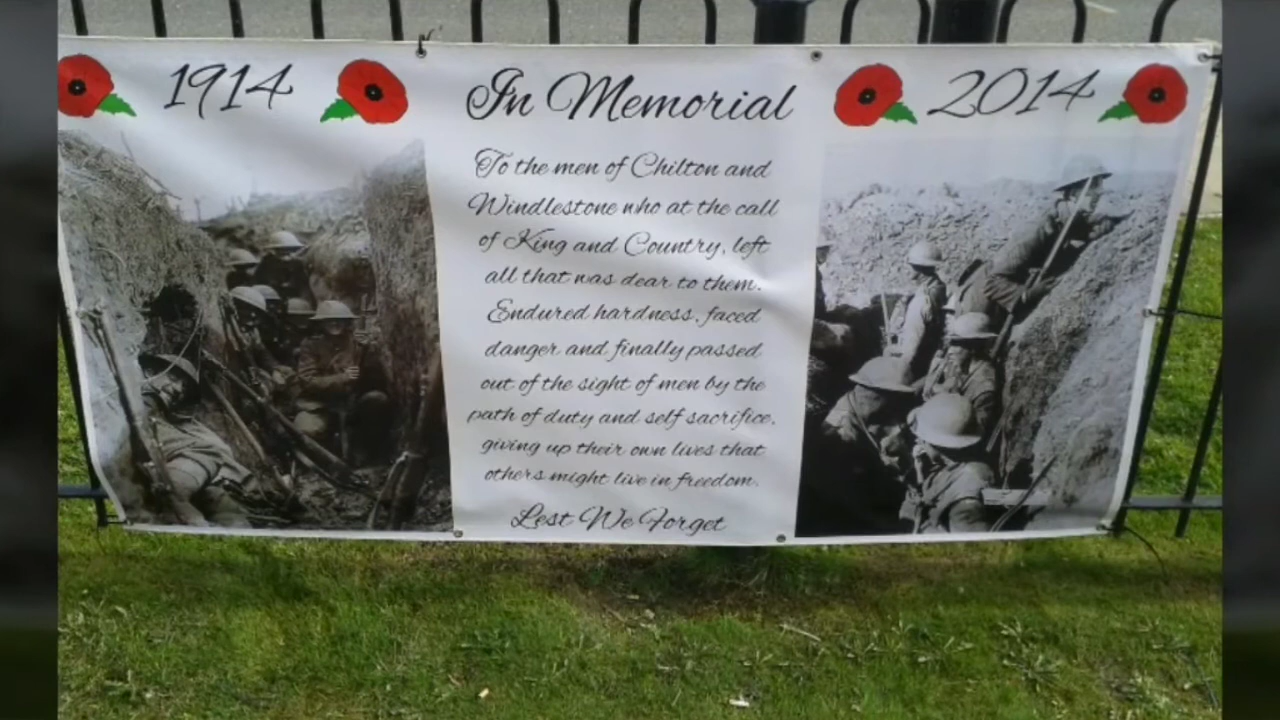 1914
In Memorial
2014
To the men of Chilton and
Windlestone who at the call
of King and Country, left
all that was dear to them.
Endured hardness, faced
danger and finally passed
out of the sight of men by the
path of duty and self sacrifice,
giving up their own lives that
others might live in freedom.
Lest We Forget